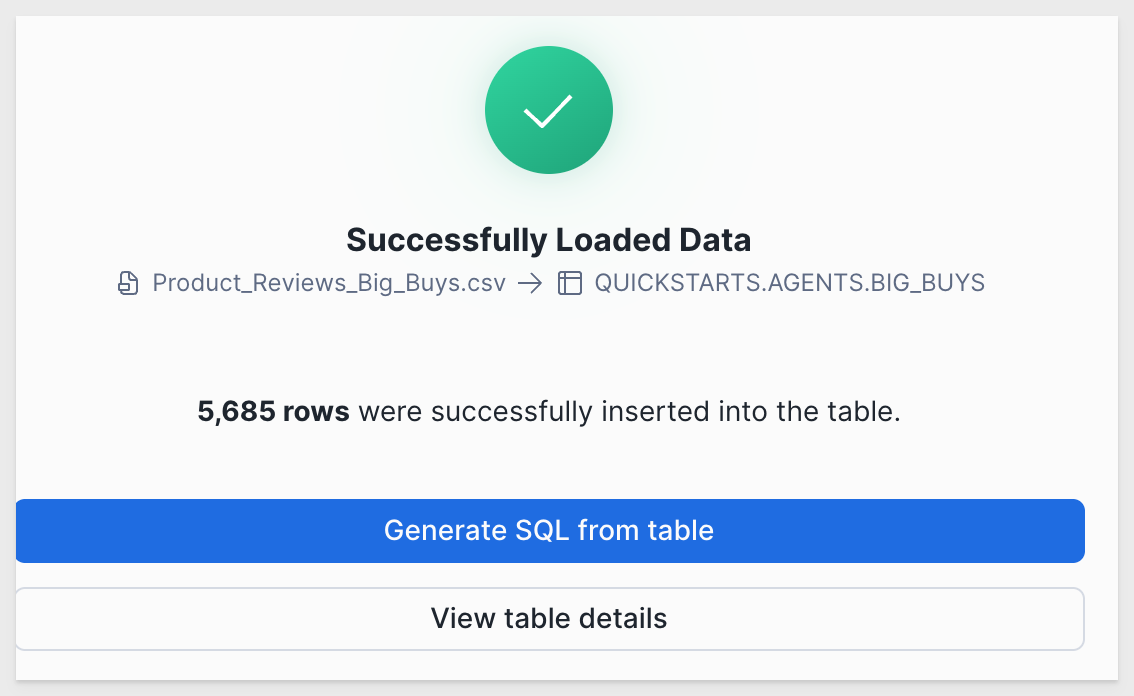 Successfully Loaded Data
Product_Reviews_Big_Buys.csv → QUICKSTARTS.AGENTS.BIG_BUYS
5,685 rows were successfully inserted into the table.
Generate SQL from table
View table details